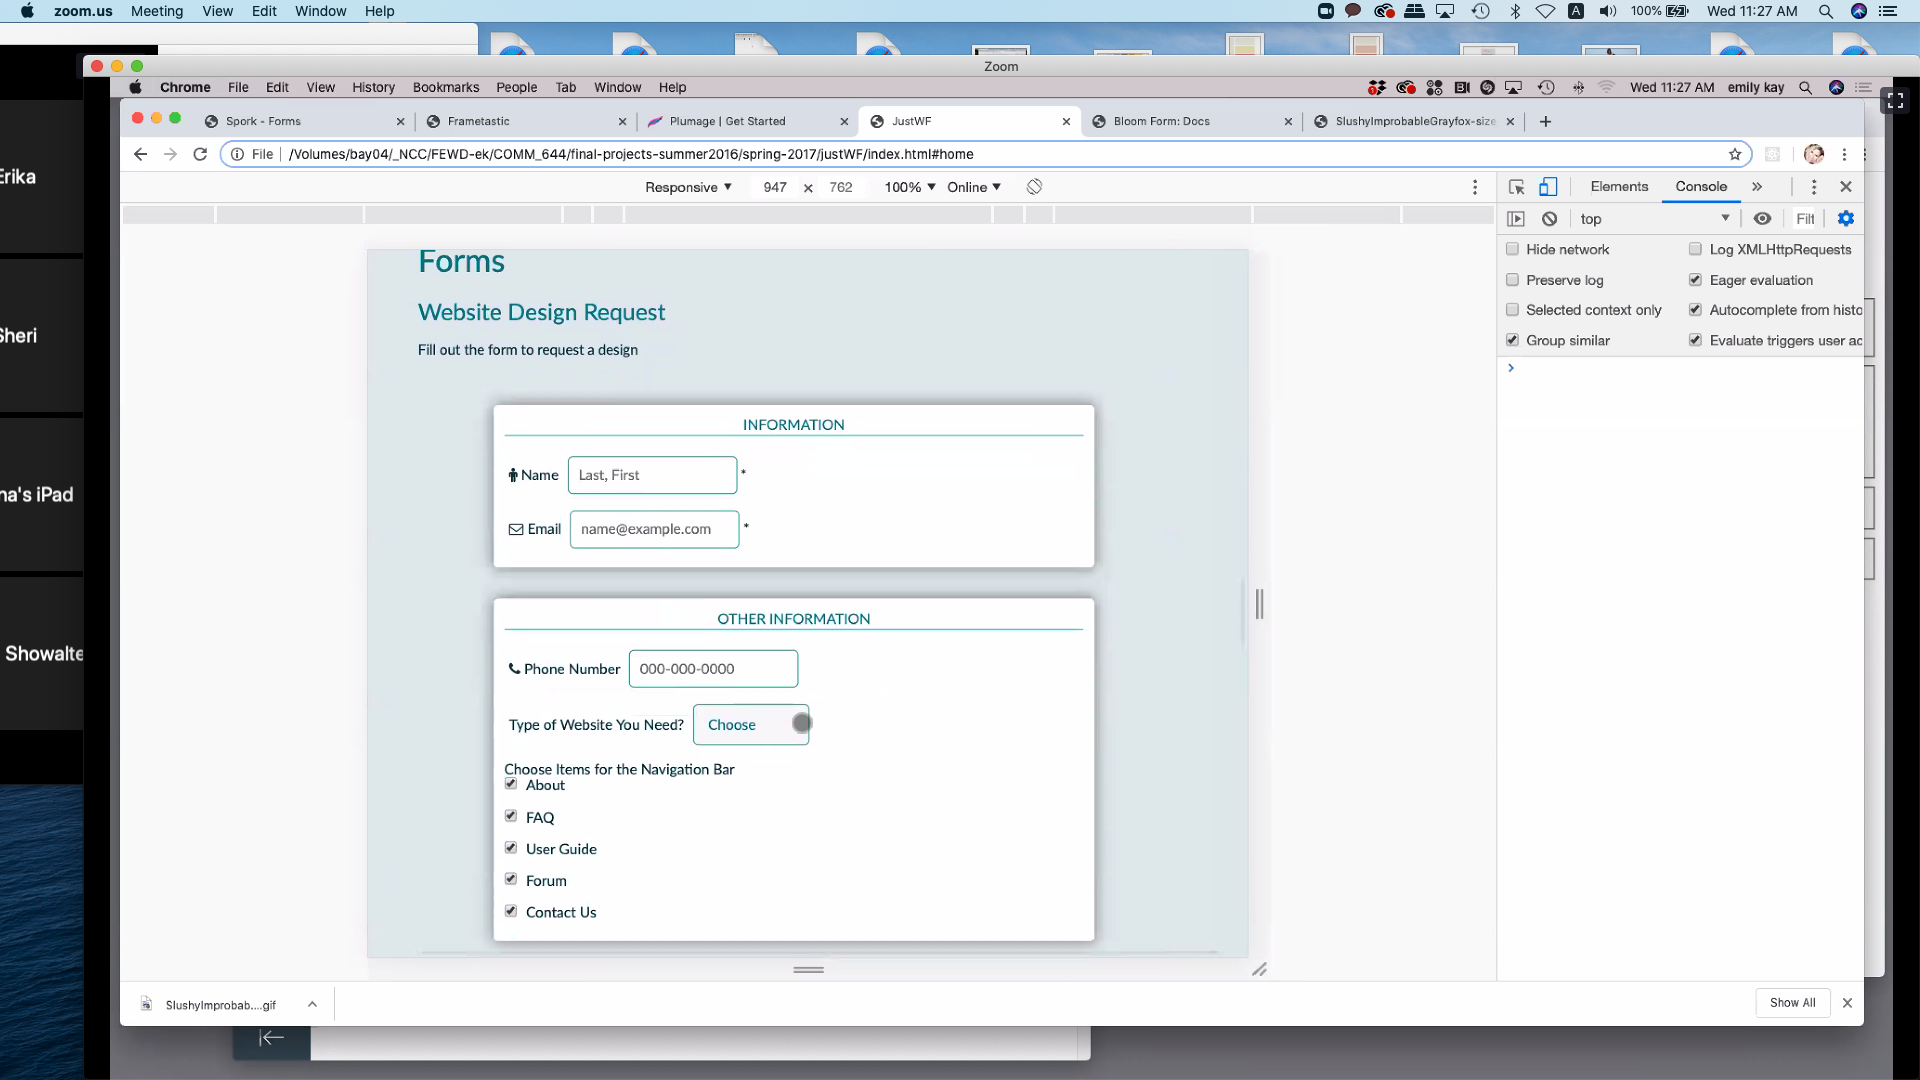 zoom.us Meeting View Edit Window Help
100% Wed 11:27 AM
Zoom
Chrome File Edit View History Bookmarks People Tab Window Help
Wed 11:27 AM emily kay
Spork - Forms
Frametastic
Plumage | Get Started
JustWF
Bloom Form: Docs
SlushyImprobableGrayfox-size
File /Volumes/bay04/_NCC/FEWD-ek/COMM_644/final-projects-summer2016/spring-2017/justWF/index.html#home
Responsive 947 × 762 100% Online
Elements Console »
top Filt
Hide network Log XMLHttpRequests
Preserve log Eager evaluation
Selected context only Autocomplete from histo
Group similar Evaluate triggers user ac
Erika
Sheri
na's iPad
Showalte
Forms
Website Design Request
Fill out the form to request a design
INFORMATION
Name Last, First *
Email name@example.com *
OTHER INFORMATION
Phone Number 000-000-0000
Type of Website You Need? Choose
Choose Items for the Navigation Bar
About
FAQ
User Guide
Forum
Contact Us
SlushyImprobab....gif
Show All